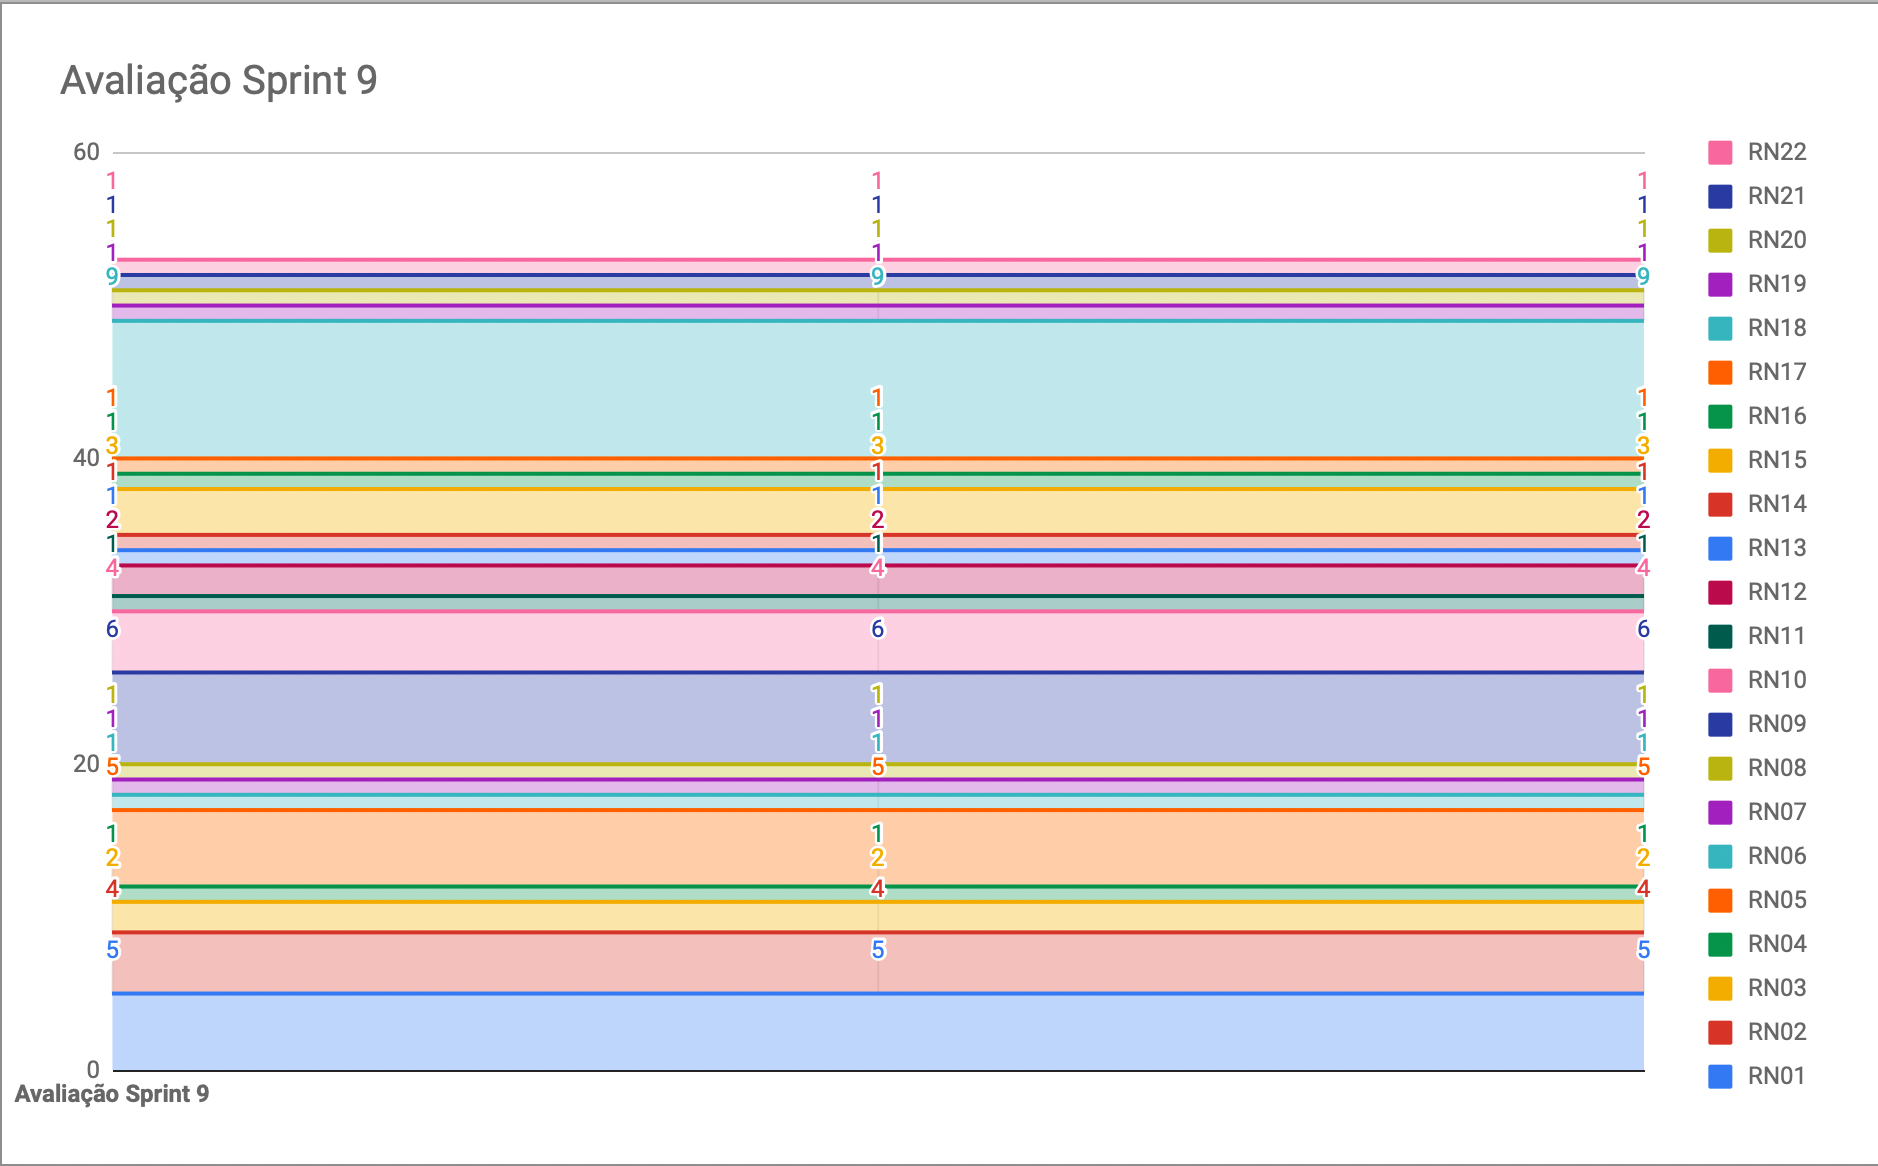 Avaliação Sprint 9
60
1 1 1
1 1 1
1 1 1
1 1 1
9 9 9
1 1 1
1 1 1
3 3 3
40
1 1 1
1 1 1
2 2 2
1 1 1
4 4 4
6 6 6
1 1 1
1 1 1
1 1 1
20 5 5 5
1 1 1
2 2 2
4 4 4
5 5 5
0
Avaliação Sprint 9
RN22
RN21
RN20
RN19
RN18
RN17
RN16
RN15
RN14
RN13
RN12
RN11
RN10
RN09
RN08
RN07
RN06
RN05
RN04
RN03
RN02
RN01